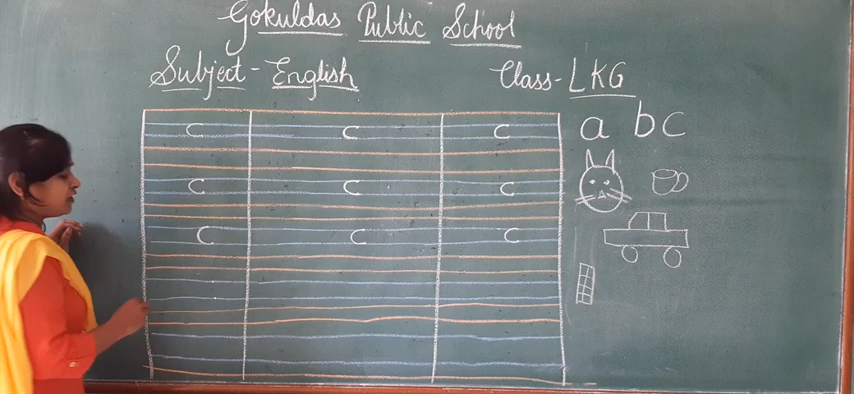 Gokuldas Public School
Subject - English
Class - LKG
a b c
c c c
c c c
c c c